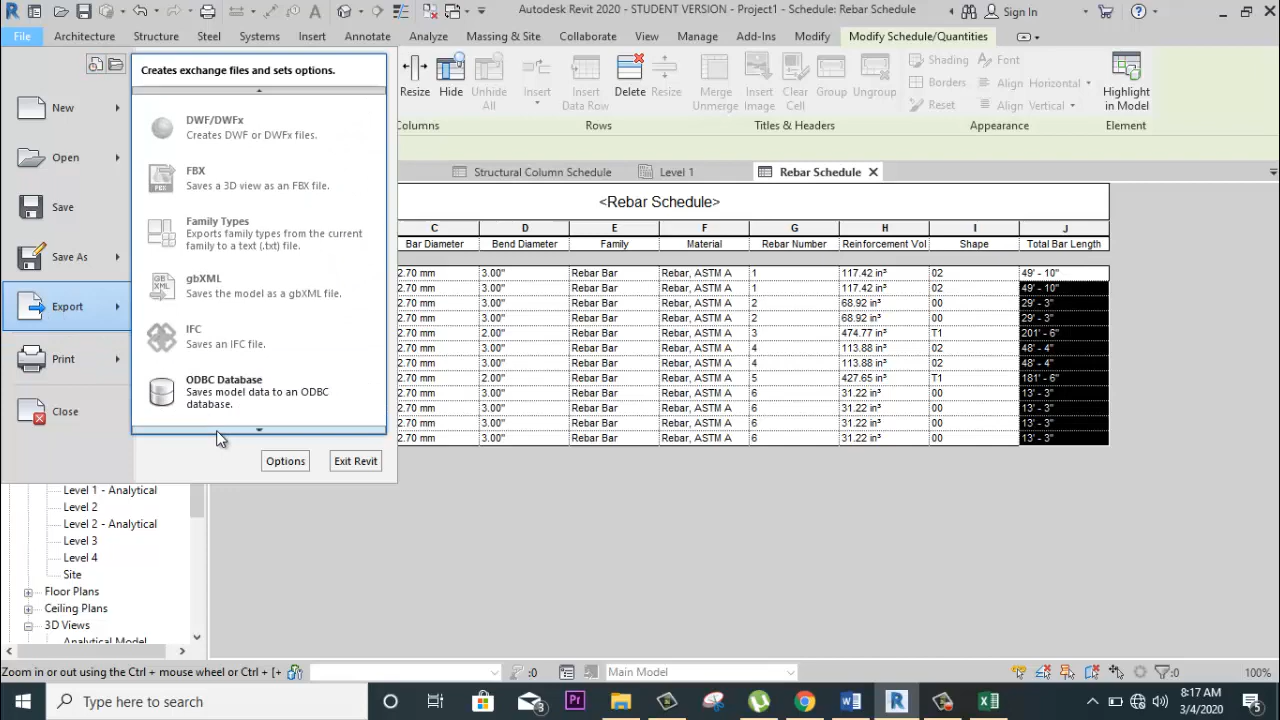 Autodesk Revit 2020 - STUDENT VERSION - Project1 - Schedule: Rebar Schedule
Sign In
File Architecture Structure Steel Systems Insert Annotate Analyze Massing & Site Collaborate View Manage Add-Ins Modify Modify Schedule/Quantities
Creates exchange files and sets options.
New
Open
Save
Save As
Export
Print
Close
DWF/DWFx
Creates DWF or DWFx files.
FBX
Saves a 3D view as an FBX file.
Family Types
Exports family types from the current
family to a text (.txt) file.
gbXML
Saves the model as a gbXML file.
IFC
Saves an IFC file.
ODBC Database
Saves model data to an ODBC
database.
Options Exit Revit
Resize Hide Unhide All Insert Insert Data Row Delete Resize Merge Unmerge Insert Image Clear Cell Group Ungroup
Shading Font
Borders Align Horizontal
Reset Align Vertical
Highlight in Model
Columns Rows Titles & Headers Appearance Element
Structural Column Schedule Level 1 Rebar Schedule
<Rebar Schedule>
C D E F G H I J
Bar Diameter Bend Diameter Family Material Rebar Number Reinforcement Vol Shape Total Bar Length
2.70 mm 3.00" Rebar Bar Rebar, ASTM A 1 117.42 in³ 02 49' - 10"
2.70 mm 3.00" Rebar Bar Rebar, ASTM A 1 117.42 in³ 02 49' - 10"
2.70 mm 3.00" Rebar Bar Rebar, ASTM A 2 68.92 in³ 00 29' - 3"
2.70 mm 3.00" Rebar Bar Rebar, ASTM A 2 68.92 in³ 00 29' - 3"
2.70 mm 2.00" Rebar Bar Rebar, ASTM A 3 474.77 in³ T1 201' - 6"
2.70 mm 3.00" Rebar Bar Rebar, ASTM A 4 113.88 in³ 02 48' - 4"
2.70 mm 3.00" Rebar Bar Rebar, ASTM A 4 113.88 in³ 02 48' - 4"
2.70 mm 2.00" Rebar Bar Rebar, ASTM A 5 427.65 in³ T1 181' - 6"
2.70 mm 3.00" Rebar Bar Rebar, ASTM A 6 31.22 in³ 00 13' - 3"
2.70 mm 3.00" Rebar Bar Rebar, ASTM A 6 31.22 in³ 00 13' - 3"
2.70 mm 3.00" Rebar Bar Rebar, ASTM A 6 31.22 in³ 00 13' - 3"
2.70 mm 3.00" Rebar Bar Rebar, ASTM A 6 31.22 in³ 00 13' - 3"
Level 1 - Analytical
Level 2
Level 2 - Analytical
Level 3
Level 4
Site
Floor Plans
Ceiling Plans
3D Views
Analytical Model
Zoom in or out using the Ctrl + mouse wheel or Ctrl + [+ :0 Main Model :0 100%
Type here to search
3
Pr
8:17 AM
3/4/2020
5